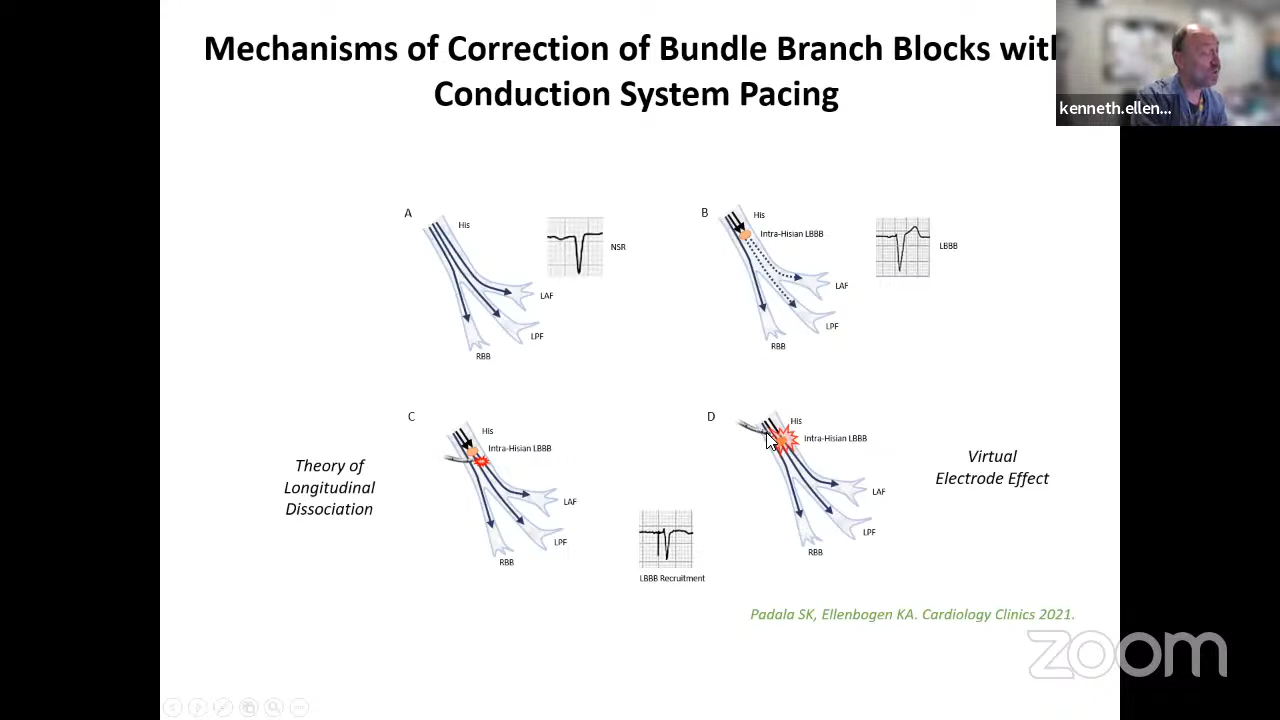 Mechanisms of Correction of Bundle Branch Blocks with
Conduction System Pacing
kenneth.ellen...
A
His
NSR
LAF
LPF
RBB
B
His
Intra-Hisian LBBB
LBBB
LAF
LPF
RBB
C
His
Intra-Hisian LBBB
Theory of
Longitudinal
Dissociation
LAF
LPF
RBB
LBBB Recruitment
D
His
Intra-Hisian LBBB
Virtual
Electrode Effect
LAF
LPF
RBB
Padala SK, Ellenbogen KA. Cardiology Clinics 2021.
zoom